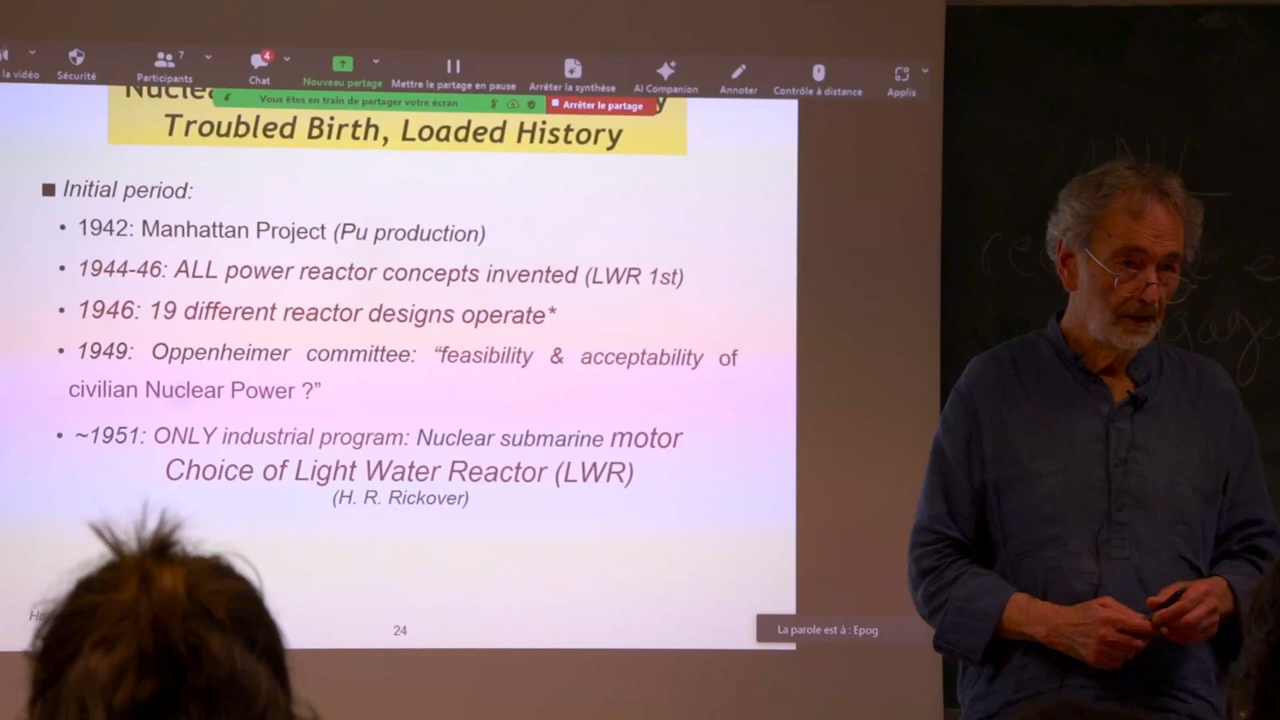 la vidéo
Sécurité
Participants
7
Chat
4
Nouveau partage
Mettre le partage en pause
Arrêter la synthèse
AI Companion
Annoter
Contrôle à distance
Applis
Vous êtes en train de partager votre écran
Arrêter le partage
Troubled Birth, Loaded History
■ Initial period:
• 1942: Manhattan Project (Pu production)
• 1944-46: ALL power reactor concepts invented (LWR 1st)
• 1946: 19 different reactor designs operate*
• 1949: Oppenheimer committee: “feasibility & acceptability of
civilian Nuclear Power ?”
• ~1951: ONLY industrial program: Nuclear submarine motor
Choice of Light Water Reactor (LWR)
(H. R. Rickover)
24
La parole est à : Epog